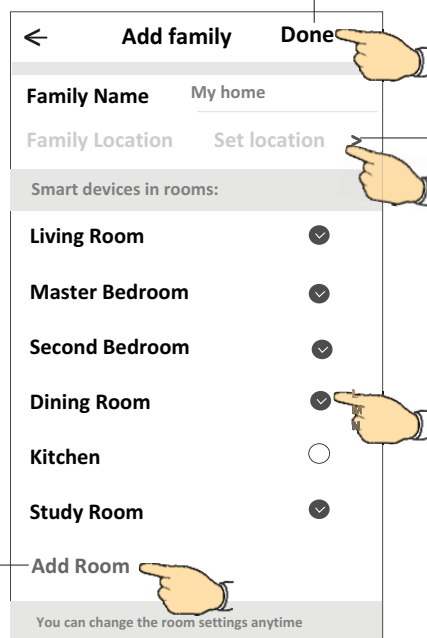 Add family Done
Family Name My home
Family Location Set location
Smart devices in rooms:
Living Room
Master Bedroom
Second Bedroom
Dining Room
Kitchen
Study Room
Add Room
You can change the room settings anytime